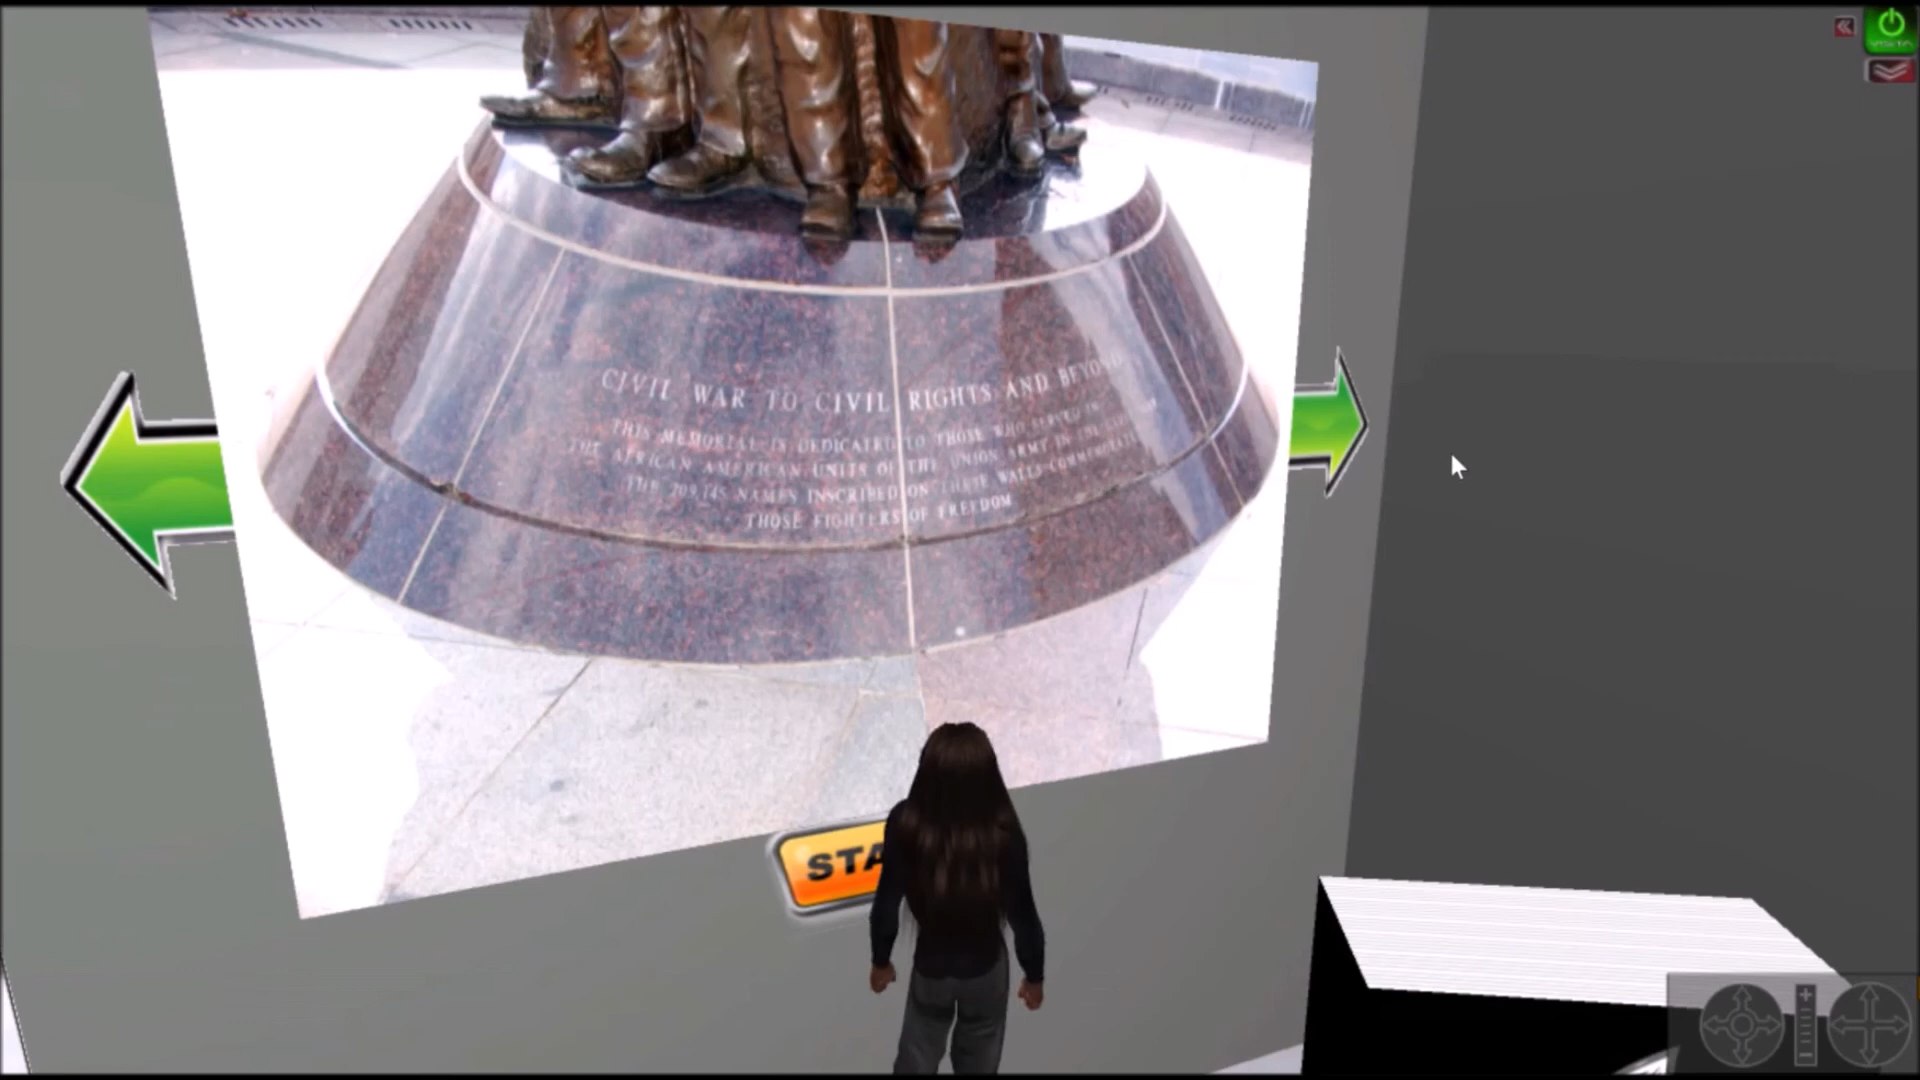 CIVIL WAR TO CIVIL RIGHTS AND BEYOND
THIS MEMORIAL IS DEDICATED TO THOSE WHO SERVED IN
THE AFRICAN AMERICAN UNITS OF THE UNION ARMY IN THE
THE 209,145 NAMES INSCRIBED ON THESE WALLS COMMEMORATE
THOSE FIGHTERS OF FREEDOM
STA